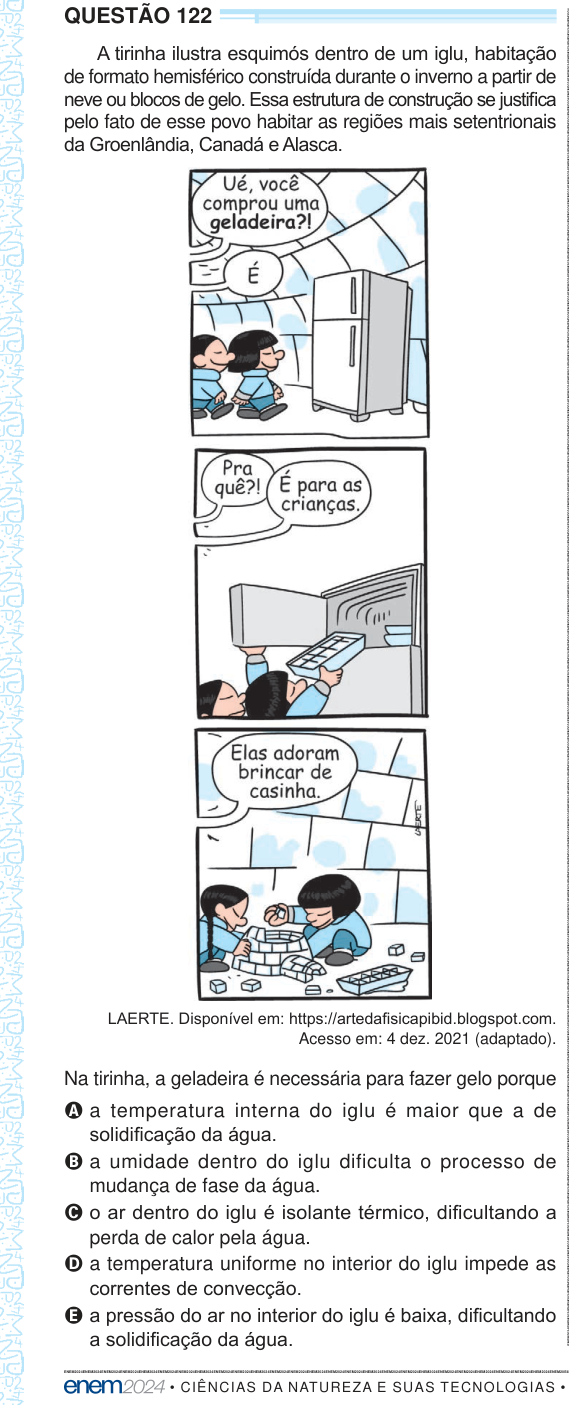 QUESTÃO 122
A tirinha ilustra esquimós dentro de um iglu, habitação
de formato hemisférico construída durante o inverno a partir de
neve ou blocos de gelo. Essa estrutura de construção se justifica
pelo fato de esse povo habitar as regiões mais setentrionais
da Groenlândia, Canadá e Alasca.
Ué, você
comprou uma
geladeira?!
É
Pra
quê?!
É para as
crianças.
Elas adoram
brincar de
casinha.
LAERTE
LAERTE. Disponível em: https://artedafisicapibid.blogspot.com.
Acesso em: 4 dez. 2021 (adaptado).
Na tirinha, a geladeira é necessária para fazer gelo porque
A a temperatura interna do iglu é maior que a de
solidificação da água.
B a umidade dentro do iglu dificulta o processo de
mudança de fase da água.
C o ar dentro do iglu é isolante térmico, dificultando a
perda de calor pela água.
D a temperatura uniforme no interior do iglu impede as
correntes de convecção.
E a pressão do ar no interior do iglu é baixa, dificultando
a solidificação da água.
enem2024 • CIÊNCIAS DA NATUREZA E SUAS TECNOLOGIAS •